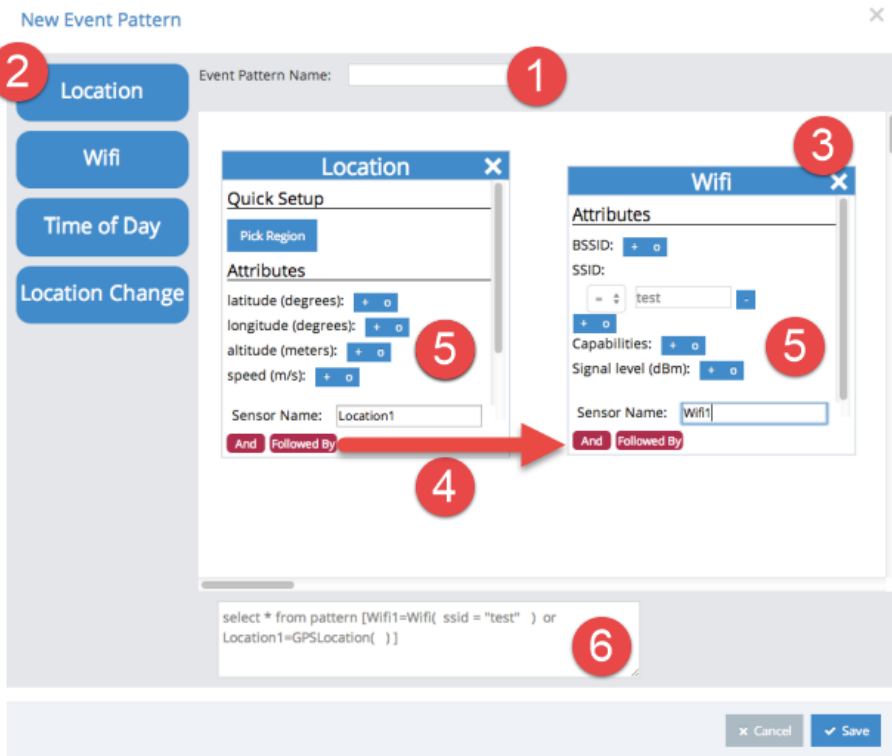 New Event Pattern ×
2
Location
Wifi
Time of Day
Location Change
Event Pattern Name:
1
Location ×
Quick Setup
Pick Region
Attributes
latitude (degrees): + o
longitude (degrees): + o
altitude (meters): + o
speed (m/s): + o
5
Sensor Name: Location1
And Followed By
4
3
Wifi ×
Attributes
BSSID: + o
SSID:
= test -
+ o
Capabilities: + o
Signal level (dBm): + o
5
Sensor Name: Wifi1
And Followed By
select * from pattern [Wifi1=Wifi( ssid = "test" ) or
Location1=GPSLocation( ) ]
6
× Cancel ✓ Save